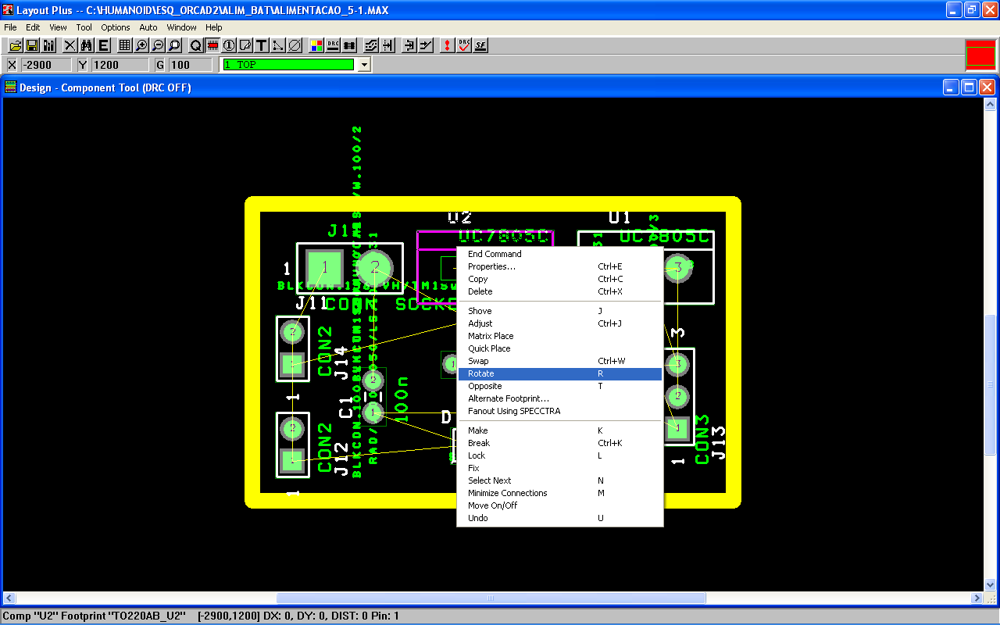 Layout Plus -- C:\HUMANOID\ESQ_ORCAD2\ALIM_BAT\ALIMENTACAO_5-1.MAX
File Edit View Tool Options Auto Window Help
X -2900 Y 1200 G 100 1 TOP
Design - Component Tool (DRC OFF)
U2 U1
J1 UC7805C
1 1 2 3
J11
2 CON2 J14
1
1
C1 2 100n
1
2 CON2 J12
1
1
D
3
3
2
1 CON3 J13
1
End Command
Properties... Ctrl+E
Copy Ctrl+C
Delete Ctrl+X
Shove J
Adjust Ctrl+J
Matrix Place
Quick Place
Swap Ctrl+W
Rotate R
Opposite T
Alternate Footprint...
Fanout Using SPECCTRA
Make K
Break Ctrl+K
Lock L
Fix
Select Next N
Minimize Connections M
Move On/Off
Undo U
Comp "U2" Footprint "TO220AB_U2" [-2900,1200] DX: 0, DY: 0, DIST: 0 Pin: 1